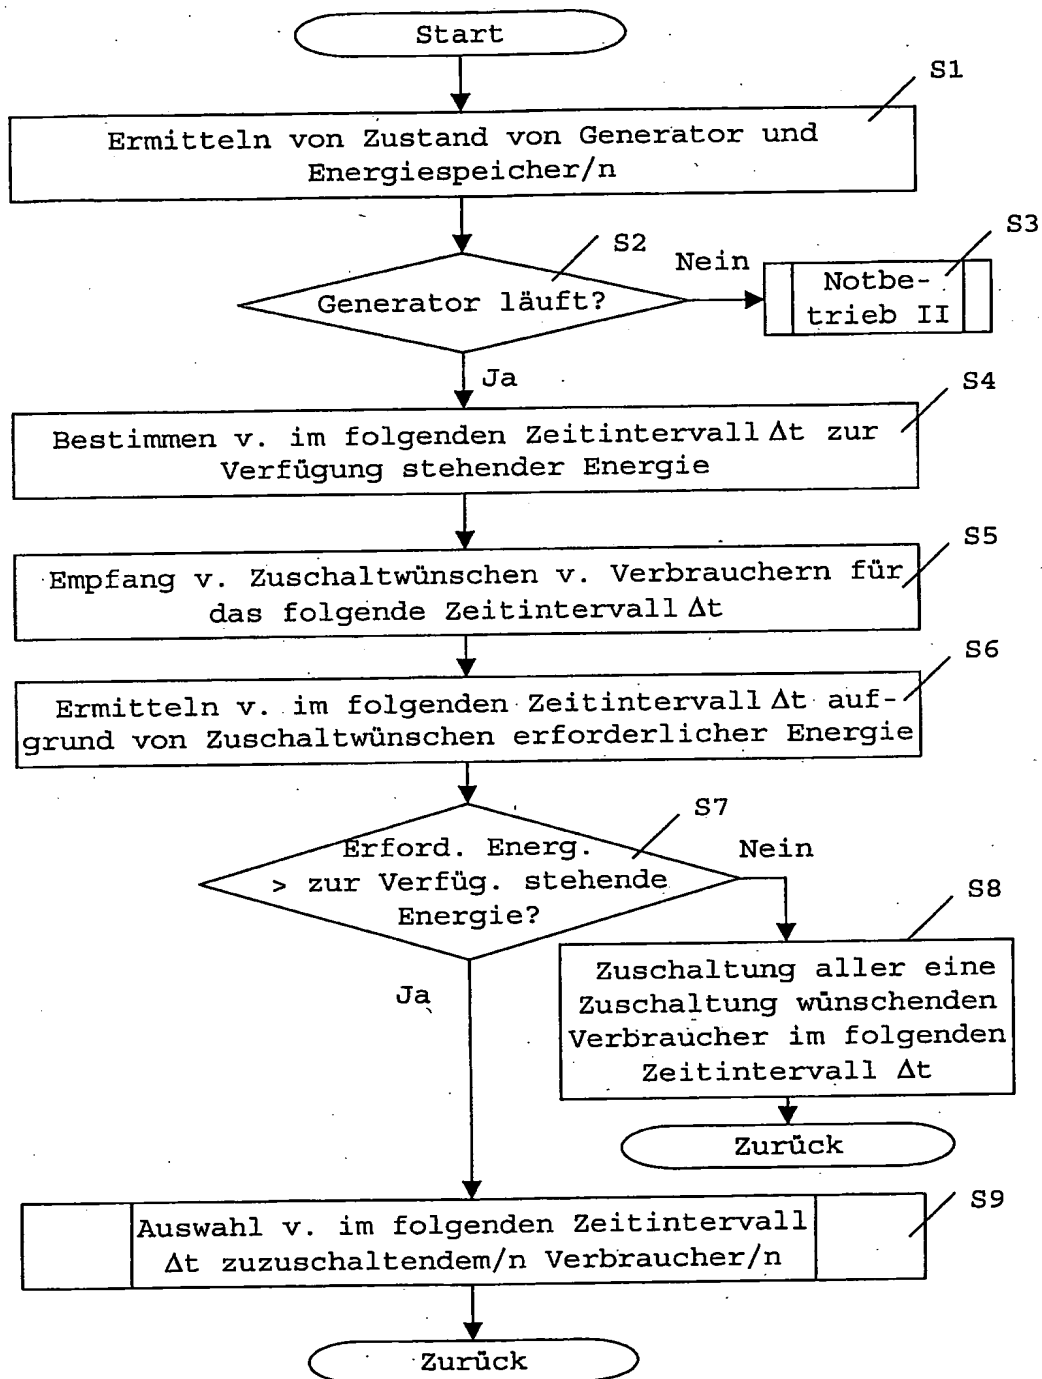 Start
S1
Ermitteln von Zustand von Generator und
Energiespeicher/n
S2
Generator läuft?
Nein
S3
Notbe-
trieb II
Ja
S4
Bestimmen v. im folgenden Zeitintervall Δt zur
Verfügung stehender Energie
S5
Empfang v. Zuschaltwünschen v. Verbrauchern für
das folgende Zeitintervall Δt
S6
Ermitteln v. im folgenden Zeitintervall Δt auf-
grund von Zuschaltwünschen erforderlicher Energie
S7
Erford. Energ.
> zur Verfüg. stehende
Energie?
Nein
S8
Zuschaltung aller eine
Zuschaltung wünschenden
Verbraucher im folgenden
Zeitintervall Δt
Zurück
Ja
S9
Auswahl v. im folgenden Zeitintervall
Δt zuzuschaltendem/n Verbraucher/n
Zurück